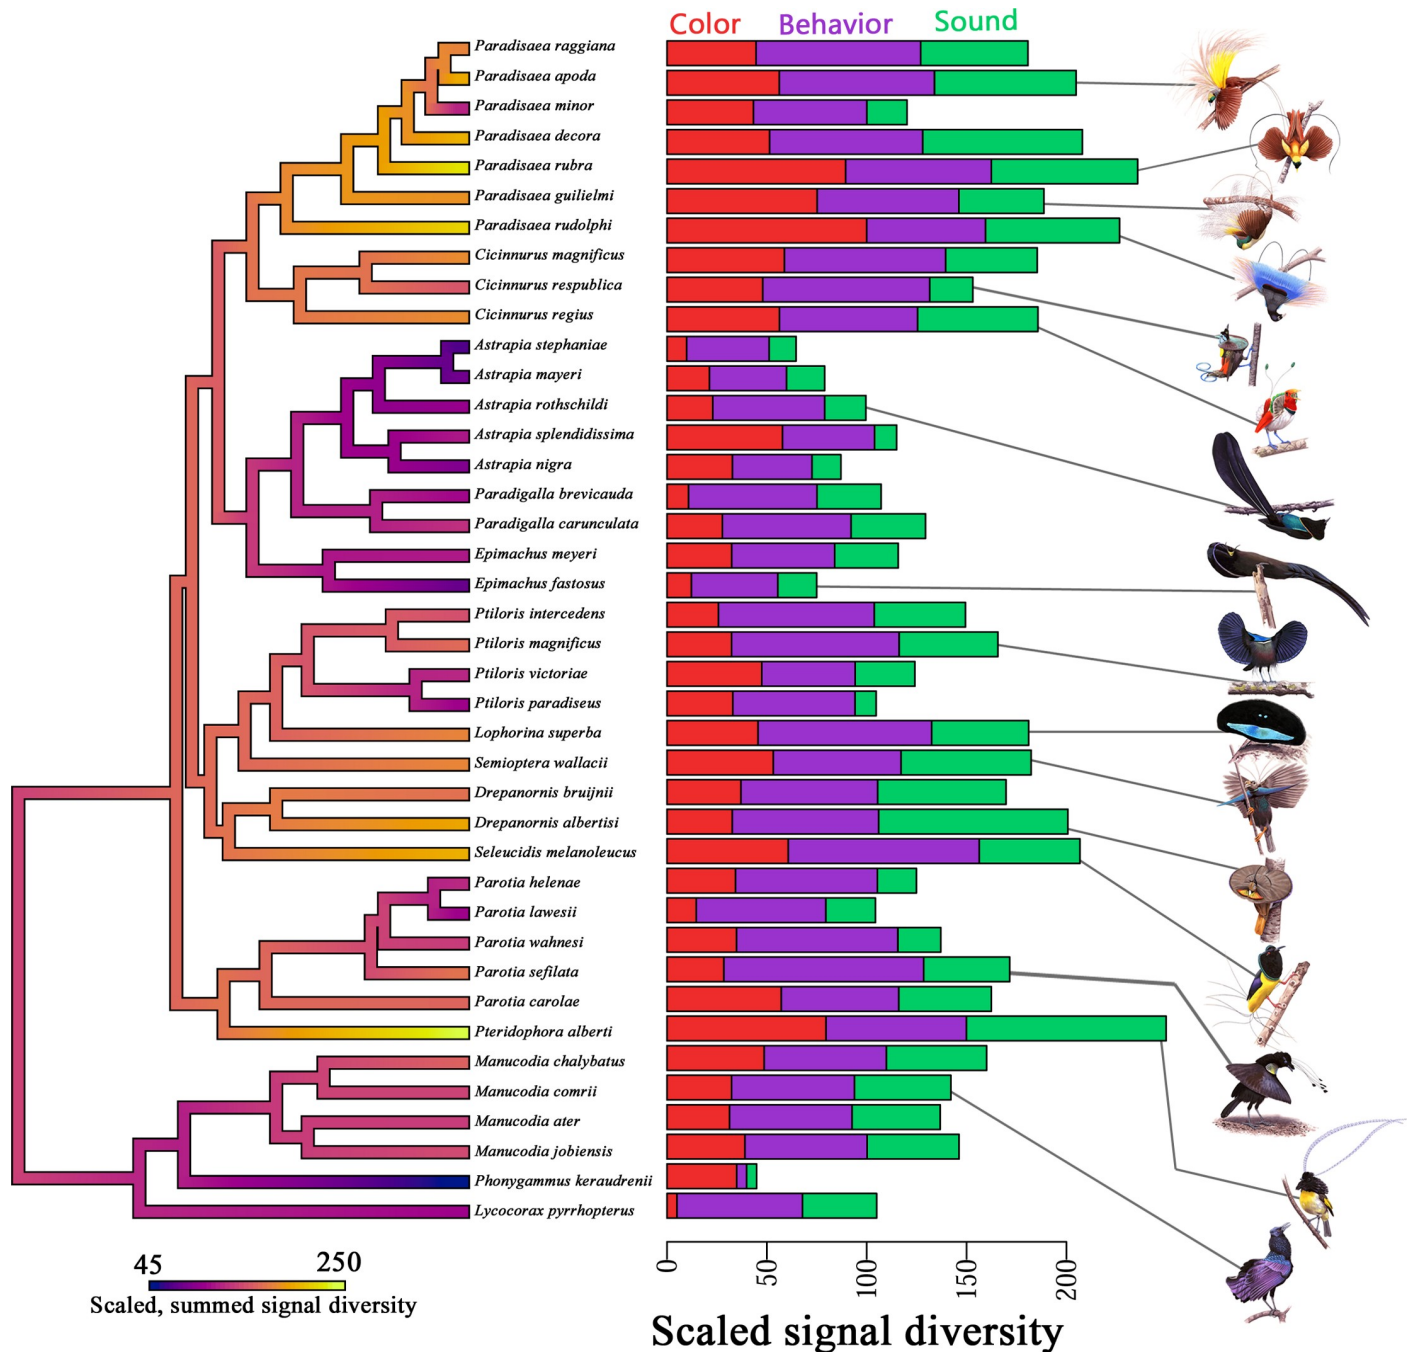 Color Behavior Sound
Paradisaea raggiana
Paradisaea apoda
Paradisaea minor
Paradisaea decora
Paradisaea rubra
Paradisaea guilielmi
Paradisaea rudolphi
Cicinnurus magnificus
Cicinnurus respublica
Cicinnurus regius
Astrapia stephaniae
Astrapia mayeri
Astrapia rothschildi
Astrapia splendidissima
Astrapia nigra
Paradigalla brevicauda
Paradigalla carunculata
Epimachus meyeri
Epimachus fastosus
Ptiloris intercedens
Ptiloris magnificus
Ptiloris victoriae
Ptiloris paradiseus
Lophorina superba
Semioptera wallacii
Drepanornis bruijnii
Drepanornis albertisi
Seleucidis melanoleucus
Parotia helenae
Parotia lawesii
Parotia wahnesi
Parotia sefilata
Parotia carolae
Pteridophora alberti
Manucodia chalybatus
Manucodia comrii
Manucodia ater
Manucodia jobiensis
Phonygammus keraudrenii
Lycocorax pyrrhopterus
45 250
Scaled, summed signal diversity
0 50 100 150 200
Scaled signal diversity